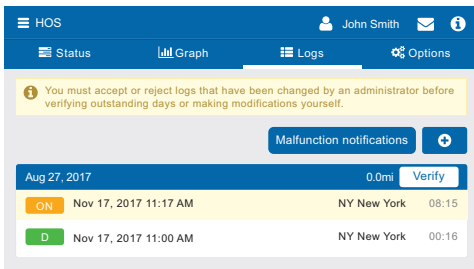 HOS John Smith
Status Graph Logs Options
You must accept or reject logs that have been changed by an administrator before
verifying outstanding days or making modifications yourself.
Malfunction notifications
Aug 27, 2017 0.0mi Verify
ON Nov 17, 2017 11:17 AM NY New York 08:15
D Nov 17, 2017 11:00 AM NY New York 00:16